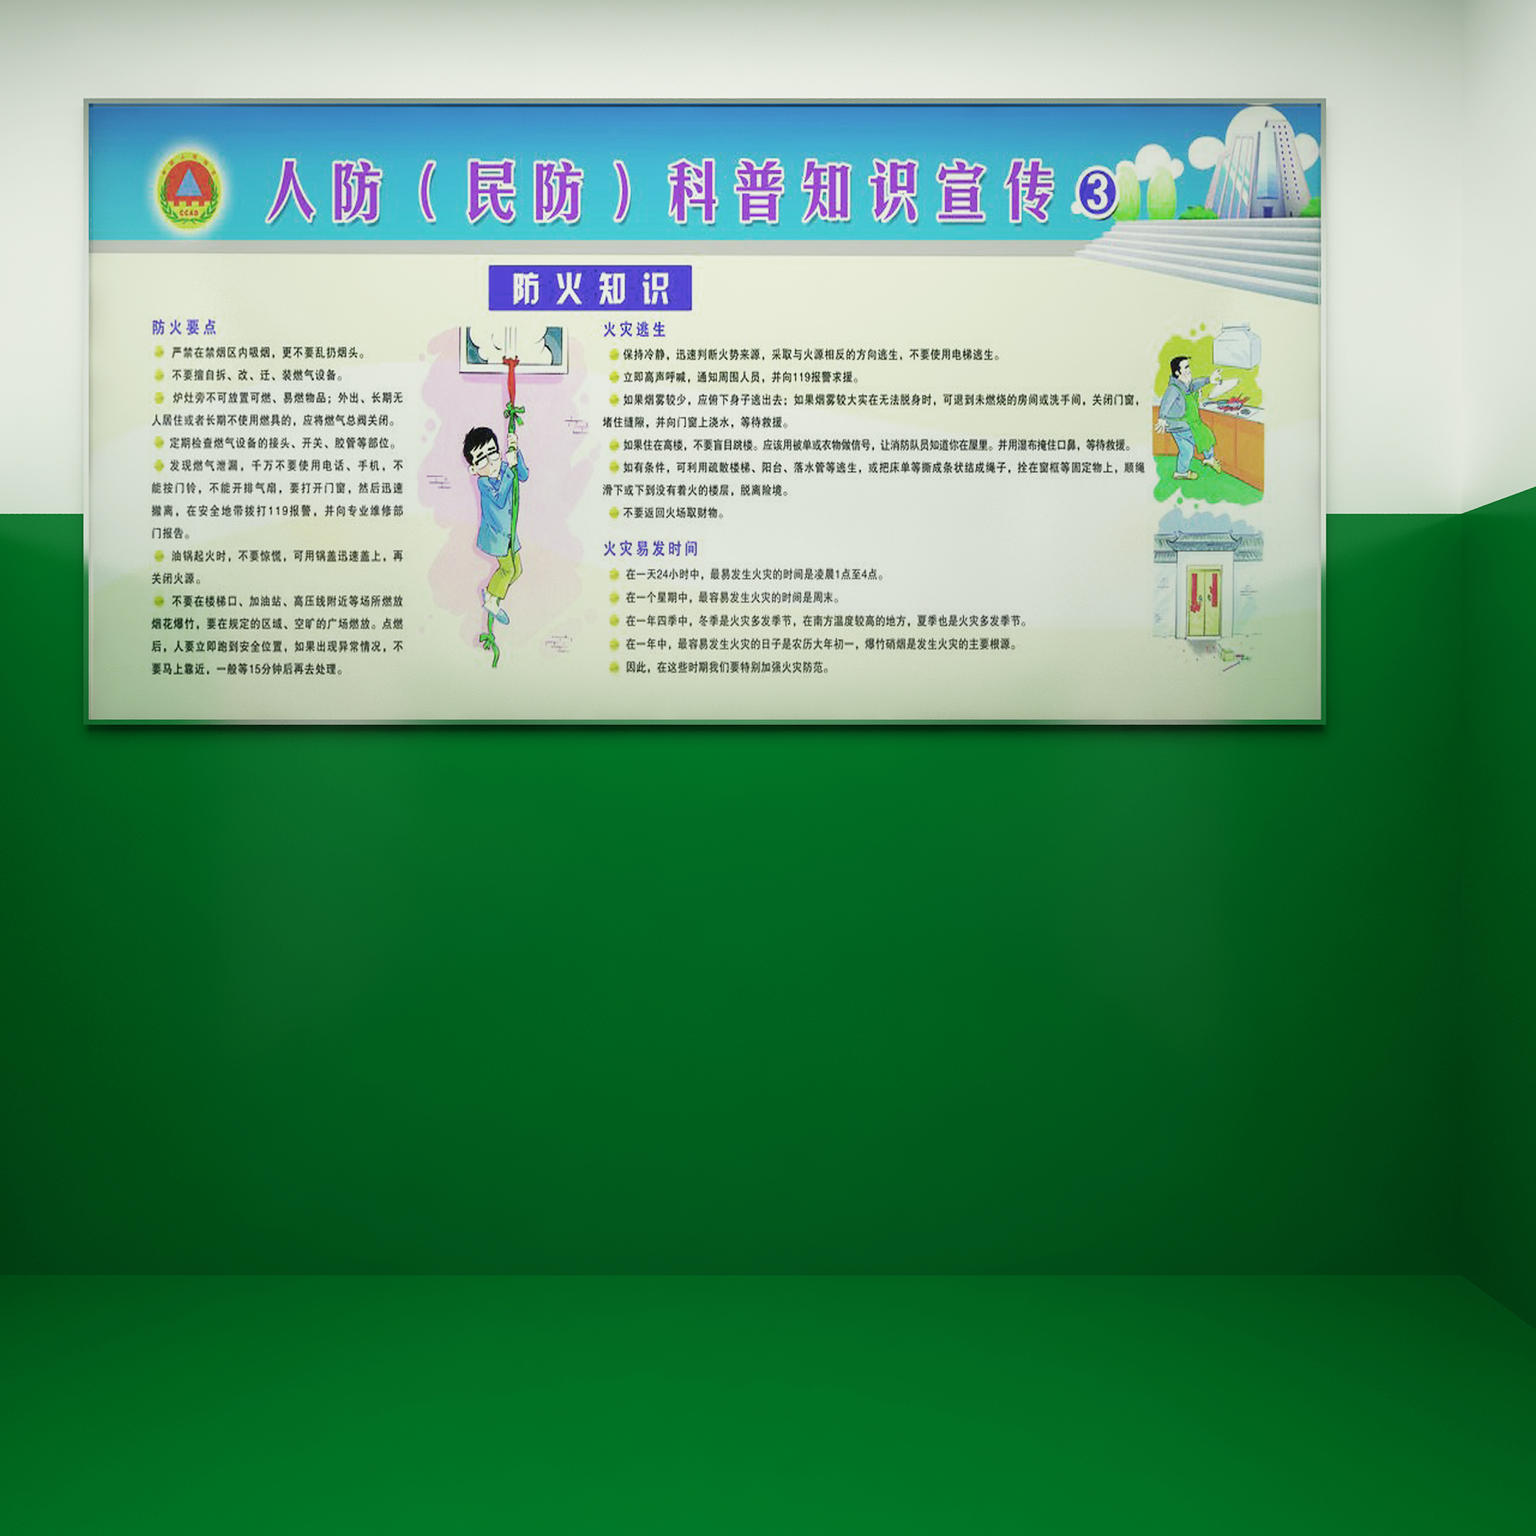 人防（民防）科普知识宣传③
CCAD
防火知识
防火要点
严禁在禁烟区内吸烟，更不要乱扔烟头。
不要擅自拆、改、迁、装燃气设备。
炉灶旁不可放置可燃、易燃物品；外出、长期无
人居住或者长期不使用燃具的，应将燃气总阀关闭。
定期检查燃气设备的接头、开关、胶管等部位。
发现燃气泄漏，千万不要使用电话、手机，不
能按门铃，不能开排气扇，要打开门窗，然后迅速
撤离，在安全地带拨打119报警，并向专业维修部
门报告。
油锅起火时，不要惊慌，可用锅盖迅速盖上，再
关闭火源。
不要在楼梯口、加油站、高压线附近等场所燃放
烟花爆竹，要在规定的区域、空旷的广场燃放。点燃
后，人要立即跑到安全位置，如果出现异常情况，不
要马上靠近，一般等15分钟后再去处理。
火灾逃生
保持冷静，迅速判断火势来源，采取与火源相反的方向逃生，不要使用电梯逃生。
立即高声呼喊，通知周围人员，并向119报警求援。
如果烟雾较少，应俯下身子逃出去；如果烟雾较大实在无法脱身时，可退到未燃烧的房间或洗手间，关闭门窗，
堵住缝隙，并向门窗上浇水，等待救援。
如果住在高楼，不要盲目跳楼。应该用被单或衣物做信号，让消防队员知道你在屋里。并用湿布掩住口鼻，等待救援。
如有条件，可利用疏散楼梯、阳台、落水管等逃生，或把床单等撕成条状结成绳子，拴在窗框等固定物上，顺绳
滑下或下到没有着火的楼层，脱离险境。
不要返回火场取财物。
火灾易发时间
在一天24小时中，最易发生火灾的时间是凌晨1点至4点。
在一个星期中，最容易发生火灾的时间是周末。
在一年四季中，冬季是火灾多发季节，在南方温度较高的地方，夏季也是火灾多发季节。
在一年中，最容易发生火灾的日子是农历大年初一，爆竹硝烟是发生火灾的主要根源。
因此，在这些时期我们要特别加强火灾防范。